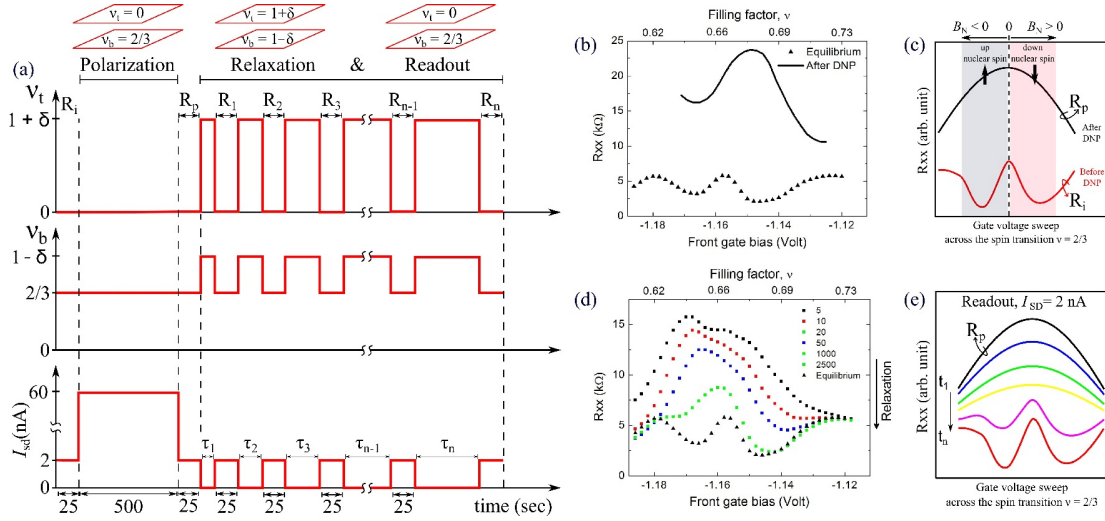 ν_t = 0
ν_b = 2/3
ν_t = 1+δ
ν_b = 1−δ
ν_t = 0
ν_b = 2/3
(a)
Polarization
Relaxation & Readout
ν_t
R_i
R_p
R_1
R_2
R_3
R_n-1
R_n
1 + δ
0
ν_b
1 − δ
2/3
0
I_sd(nA)
60
2
0
τ_1
τ_2
τ_3
τ_n-1
τ_n
25
500
25
25
25
25
25
time (sec)
(b)
Filling factor, ν
0.62 0.66 0.69 0.73
Equilibrium
After DNP
Rxx (kΩ)
25
20
15
10
5
0
-1.18 -1.16 -1.14 -1.12
Front gate bias (Volt)
(c)
B_N < 0
0
B_N > 0
up
nuclear spin
down
nuclear spin
R_p
After
DNP
Before
DNP
R_i
Rxx (arb. unit)
Gate voltage sweep
across the spin transition ν = 2/3
(d)
Filling factor, ν
0.62 0.66 0.69 0.73
5
10
20
50
1000
2500
Equilibrium
Relaxation
Rxx (kΩ)
15
10
5
0
-1.18 -1.16 -1.14 -1.12
Front gate bias (Volt)
(e)
Readout, I_SD = 2 nA
R_p
t_1
t_n
Rxx (arb. unit)
Gate voltage sweep
across the spin transition ν = 2/3